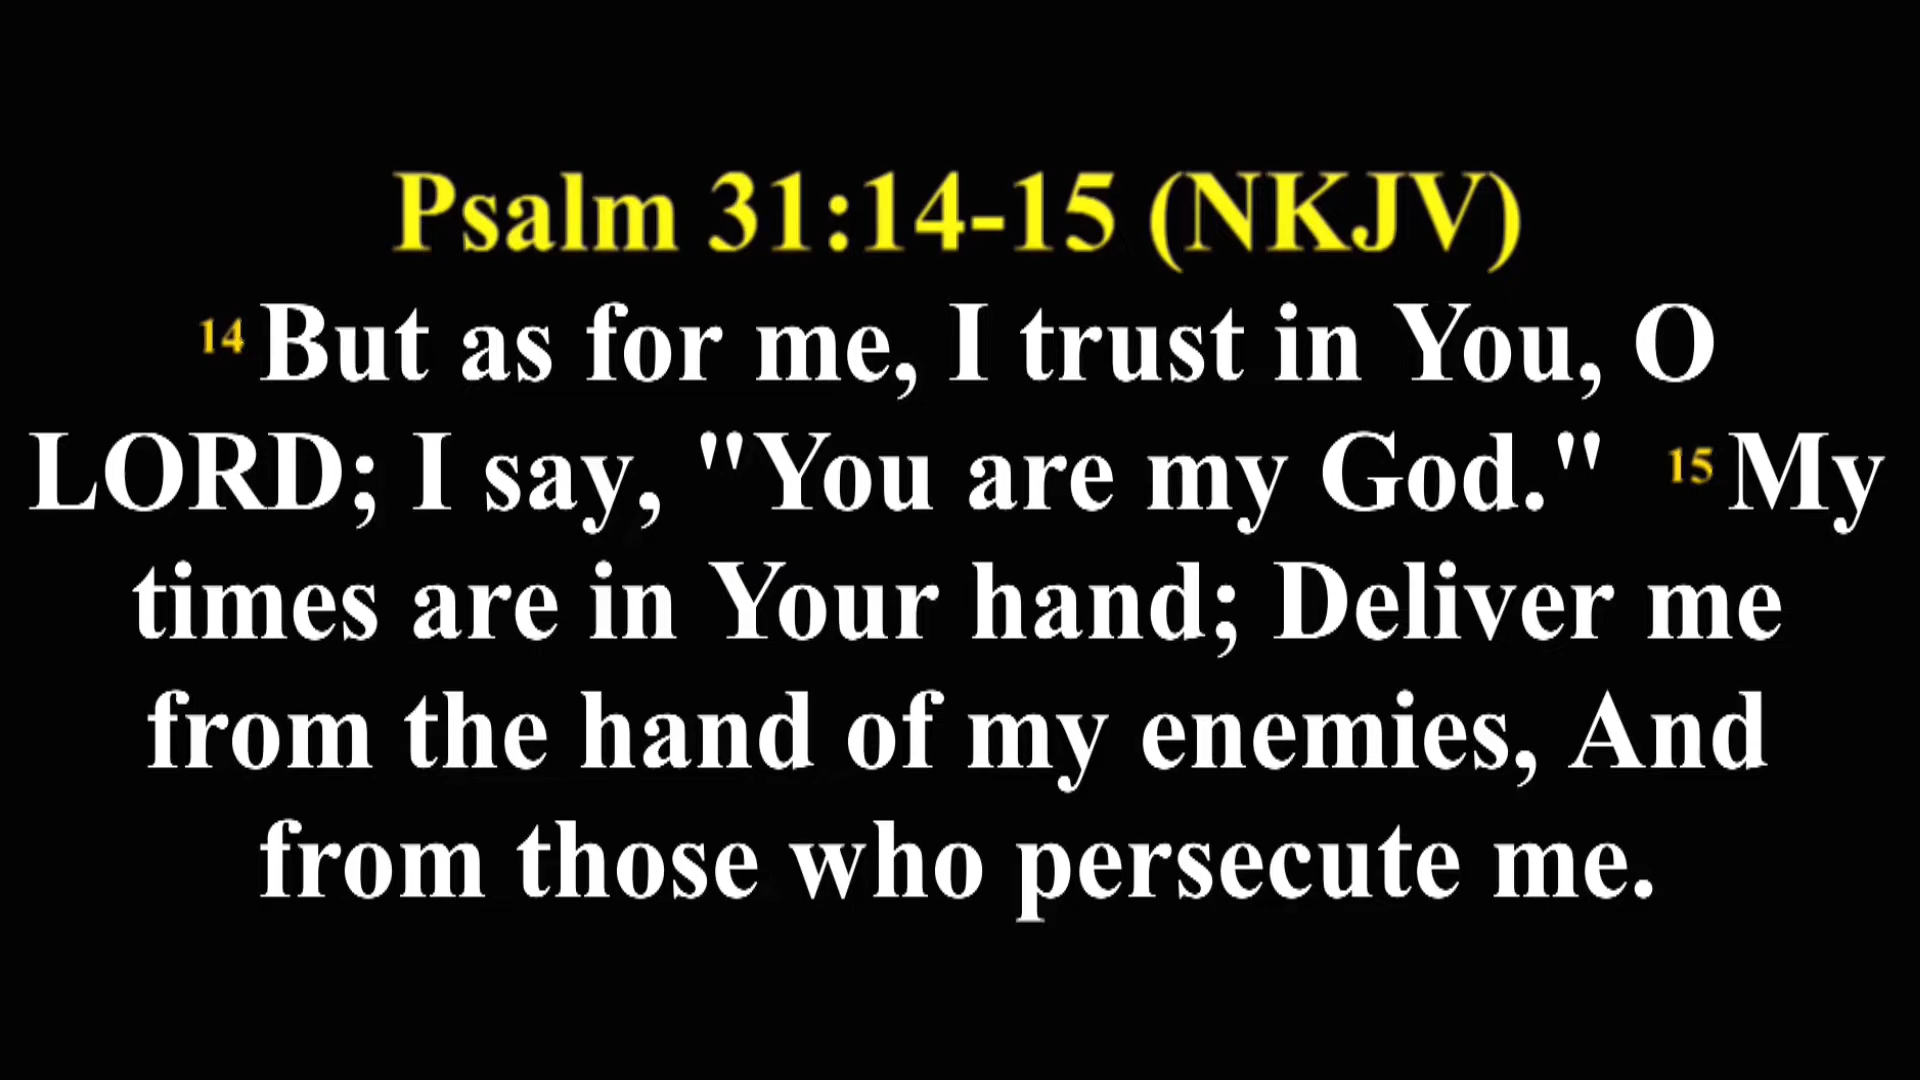 Psalm 31:14-15 (NKJV)
14 But as for me, I trust in You, O
LORD; I say, "You are my God." 15 My
times are in Your hand; Deliver me
from the hand of my enemies, And
from those who persecute me.